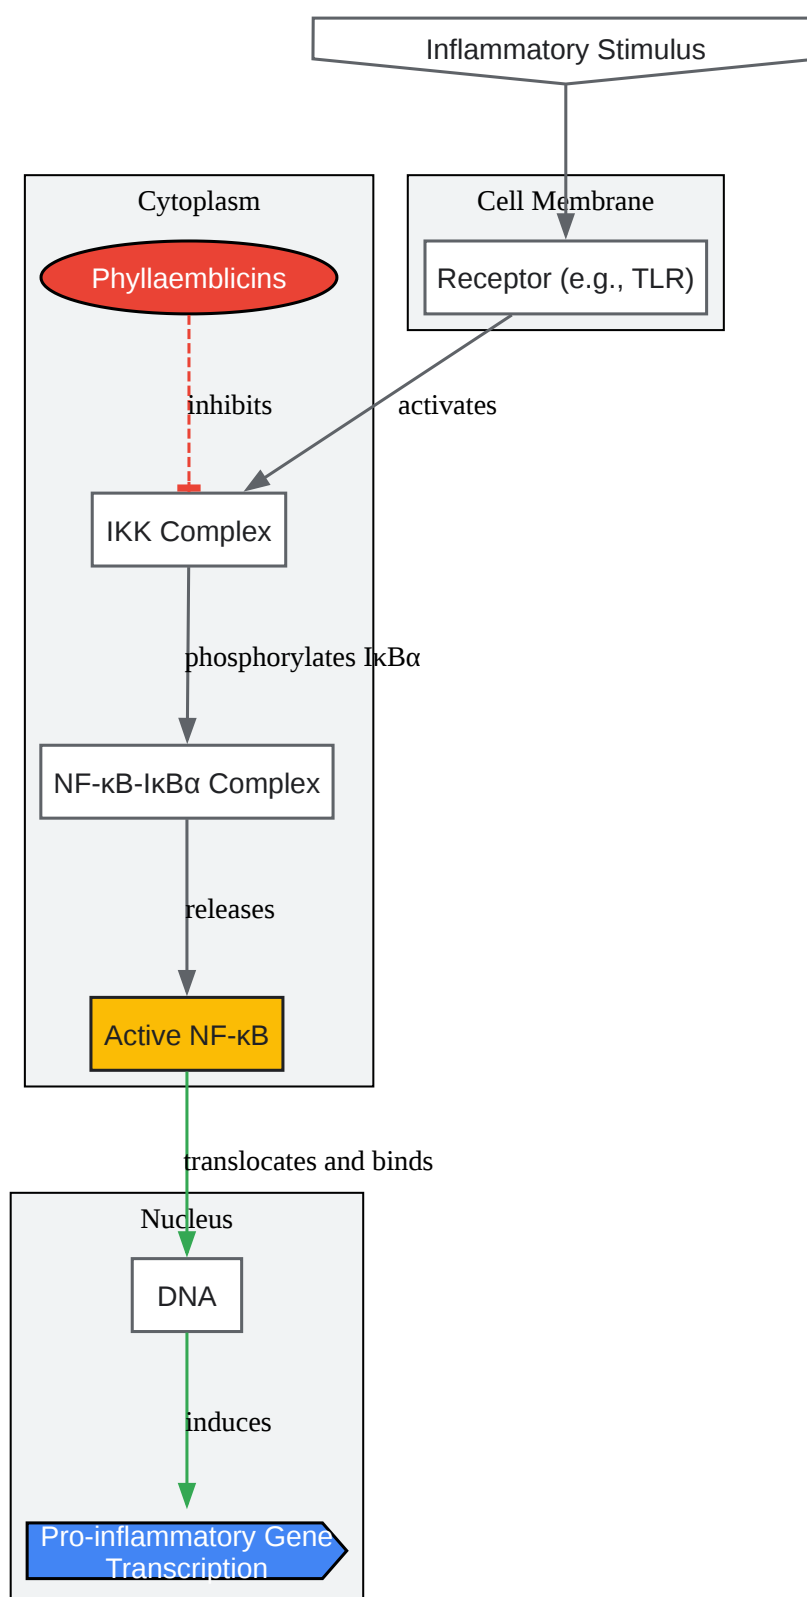 Inflammatory Stimulus
Cytoplasm
Cell Membrane
Phyllaemblicins
Receptor (e.g., TLR)
inhibits
activates
IKK Complex
phosphorylates IκBα
NF-κB-IκBα Complex
releases
Active NF-κB
translocates and binds
Nucleus
DNA
induces
Pro-inflammatory Gene
Transcription